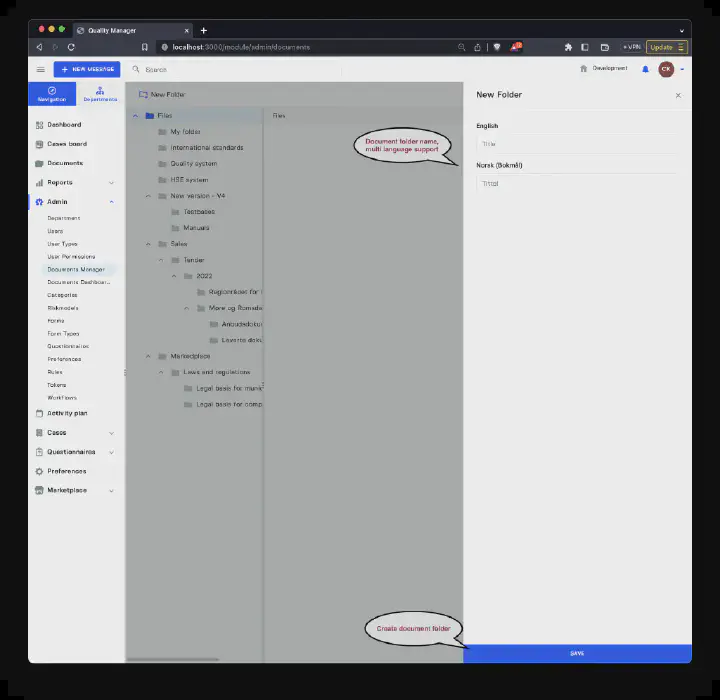 Quality Manager
localhost:3000/module/admin/documents
VPN
Update
+ NEW MESSAGE
Search
Development
CK
Navigation
Departments
New Folder
New Folder
Dashboard
Cases board
Documents
Reports
Admin
Department
Users
User Types
User Permissions
Documents Manager
Documents Dashboar...
Categories
Riskmodels
Forms
Form Types
Questionnaires
Preferences
Rules
Tokens
Workflows
Activity plan
Cases
Questionnaires
Preferences
Marketplace
Files
My folder
International standards
Quality system
HSE system
New version - V4
Testcases
Manuals
Sales
Tender
2022
Regionrådet for
Møre og Romsda
Anbudsdoku
Leverte doku
Marketplace
Laws and regulations
Legal basis for munic
Legal basis for comp
Files
Document folder name,
multi language support
English
Title
Norsk (Bokmål)
Tittel
Create document folder
SAVE